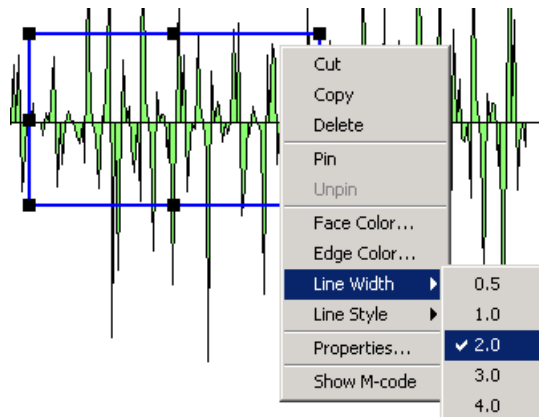 Cut
Copy
Delete
Pin
Unpin
Face Color...
Edge Color...
Line Width
Line Style
Properties...
Show M-code
0.5
1.0
2.0
3.0
4.0